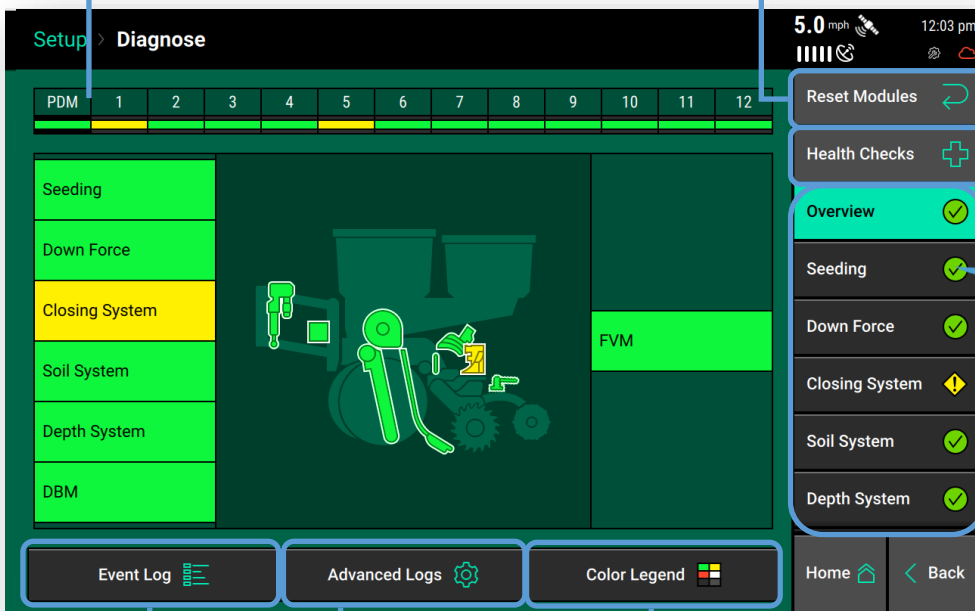 Setup > Diagnose
5.0 mph
12:03 pm
PDM 1 2 3 4 5 6 7 8 9 10 11 12
Reset Modules
Health Checks
Seeding
Down Force
Closing System
Soil System
Depth System
DBM
FVM
Overview
Seeding
Down Force
Closing System
Soil System
Depth System
Event Log
Advanced Logs
Color Legend
Home
< Back